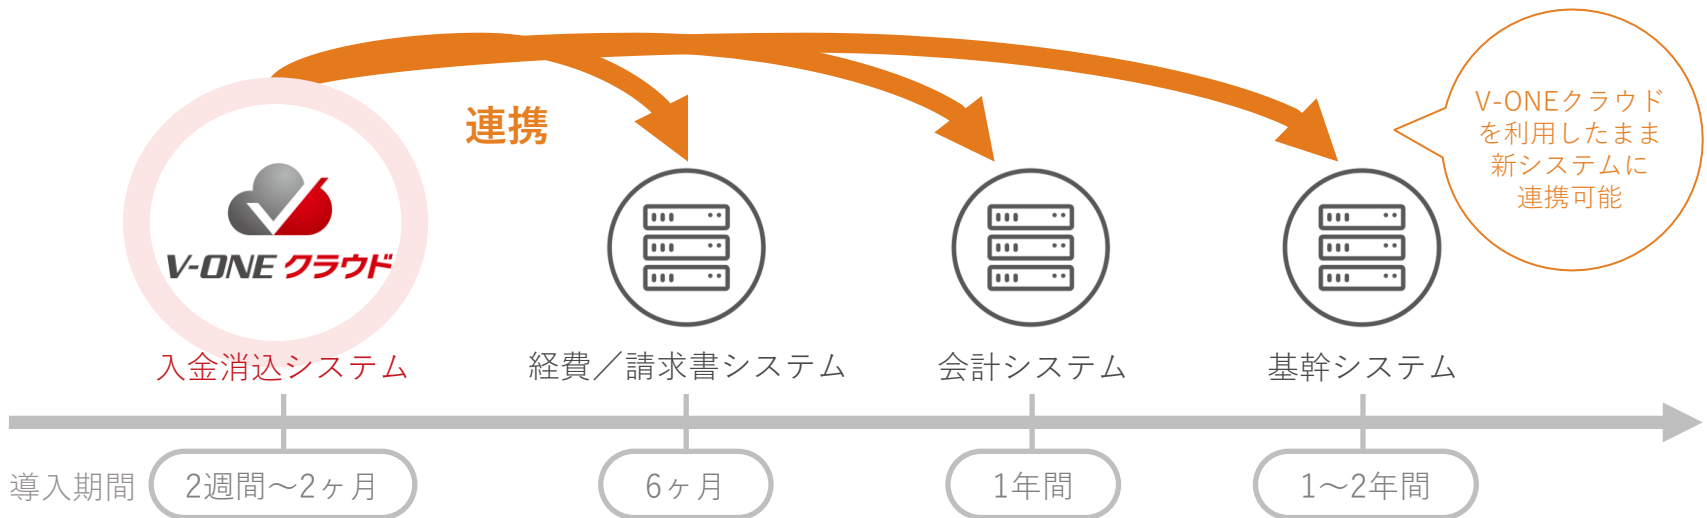 連携
V-ONEクラウド
を利用したまま
新システムに
連携可能
V-ONE クラウド
入金消込システム
経費／請求書システム
会計システム
基幹システム
導入期間
2週間～2ヶ月
6ヶ月
1年間
1～2年間